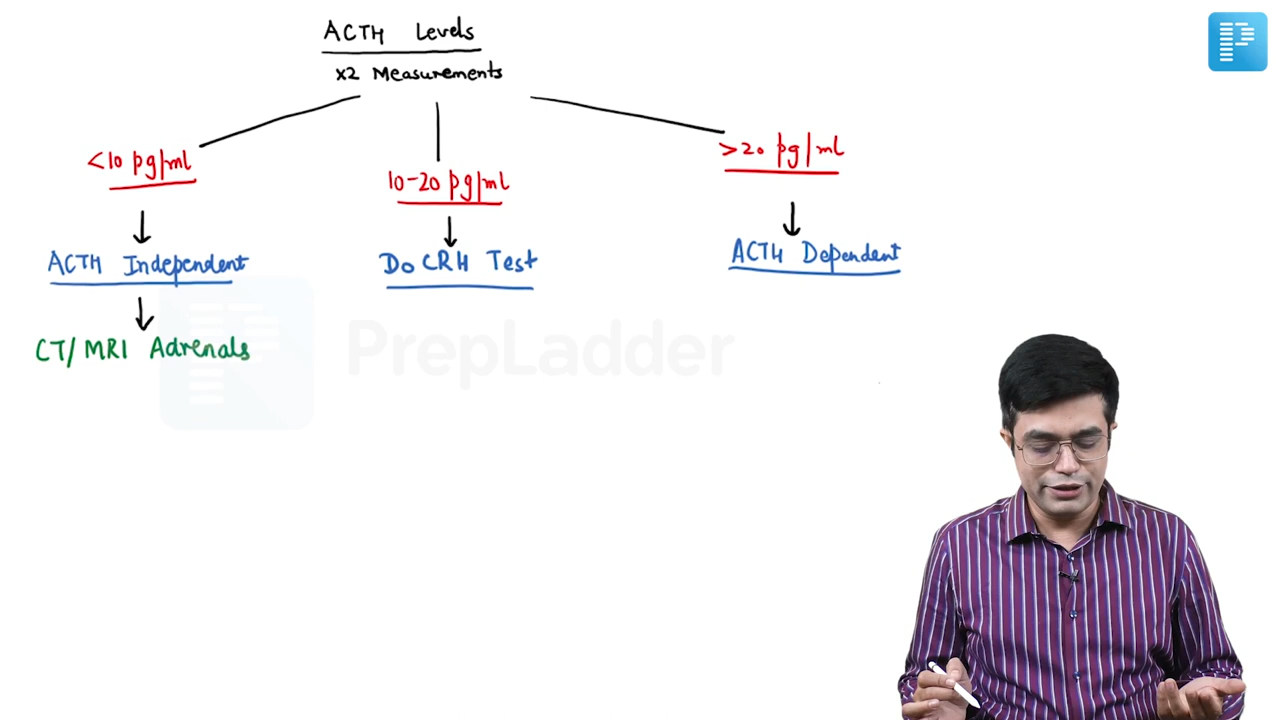 ACTH Levels
x2 Measurements
<10 pg/ml
10-20 pg/ml
>20 pg/ml
ACTH Independent
Do CRH Test
ACTH Dependent
CT/MRI Adrenals
PrepLadder